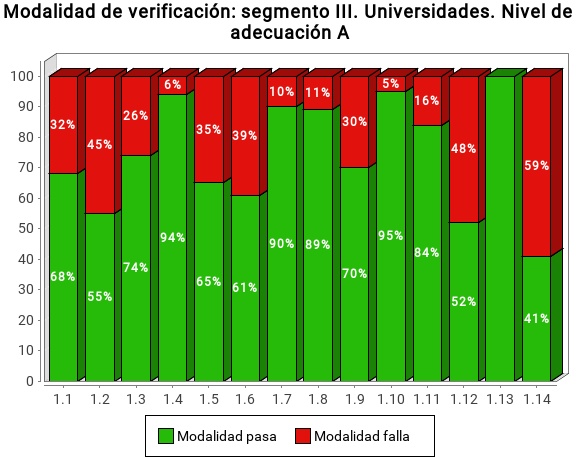 Modalidad de verificación: segmento III. Universidades. Nivel de
adecuación A
100
90
80
70
60
50
40
30
20
10
0
32% 45% 26% 6% 35% 39% 10% 11% 30% 5% 16% 48% 59%
68% 55% 74% 94% 65% 61% 90% 89% 70% 95% 84% 52% 41%
1.1 1.2 1.3 1.4 1.5 1.6 1.7 1.8 1.9 1.10 1.11 1.12 1.13 1.14
Modalidad pasa Modalidad falla